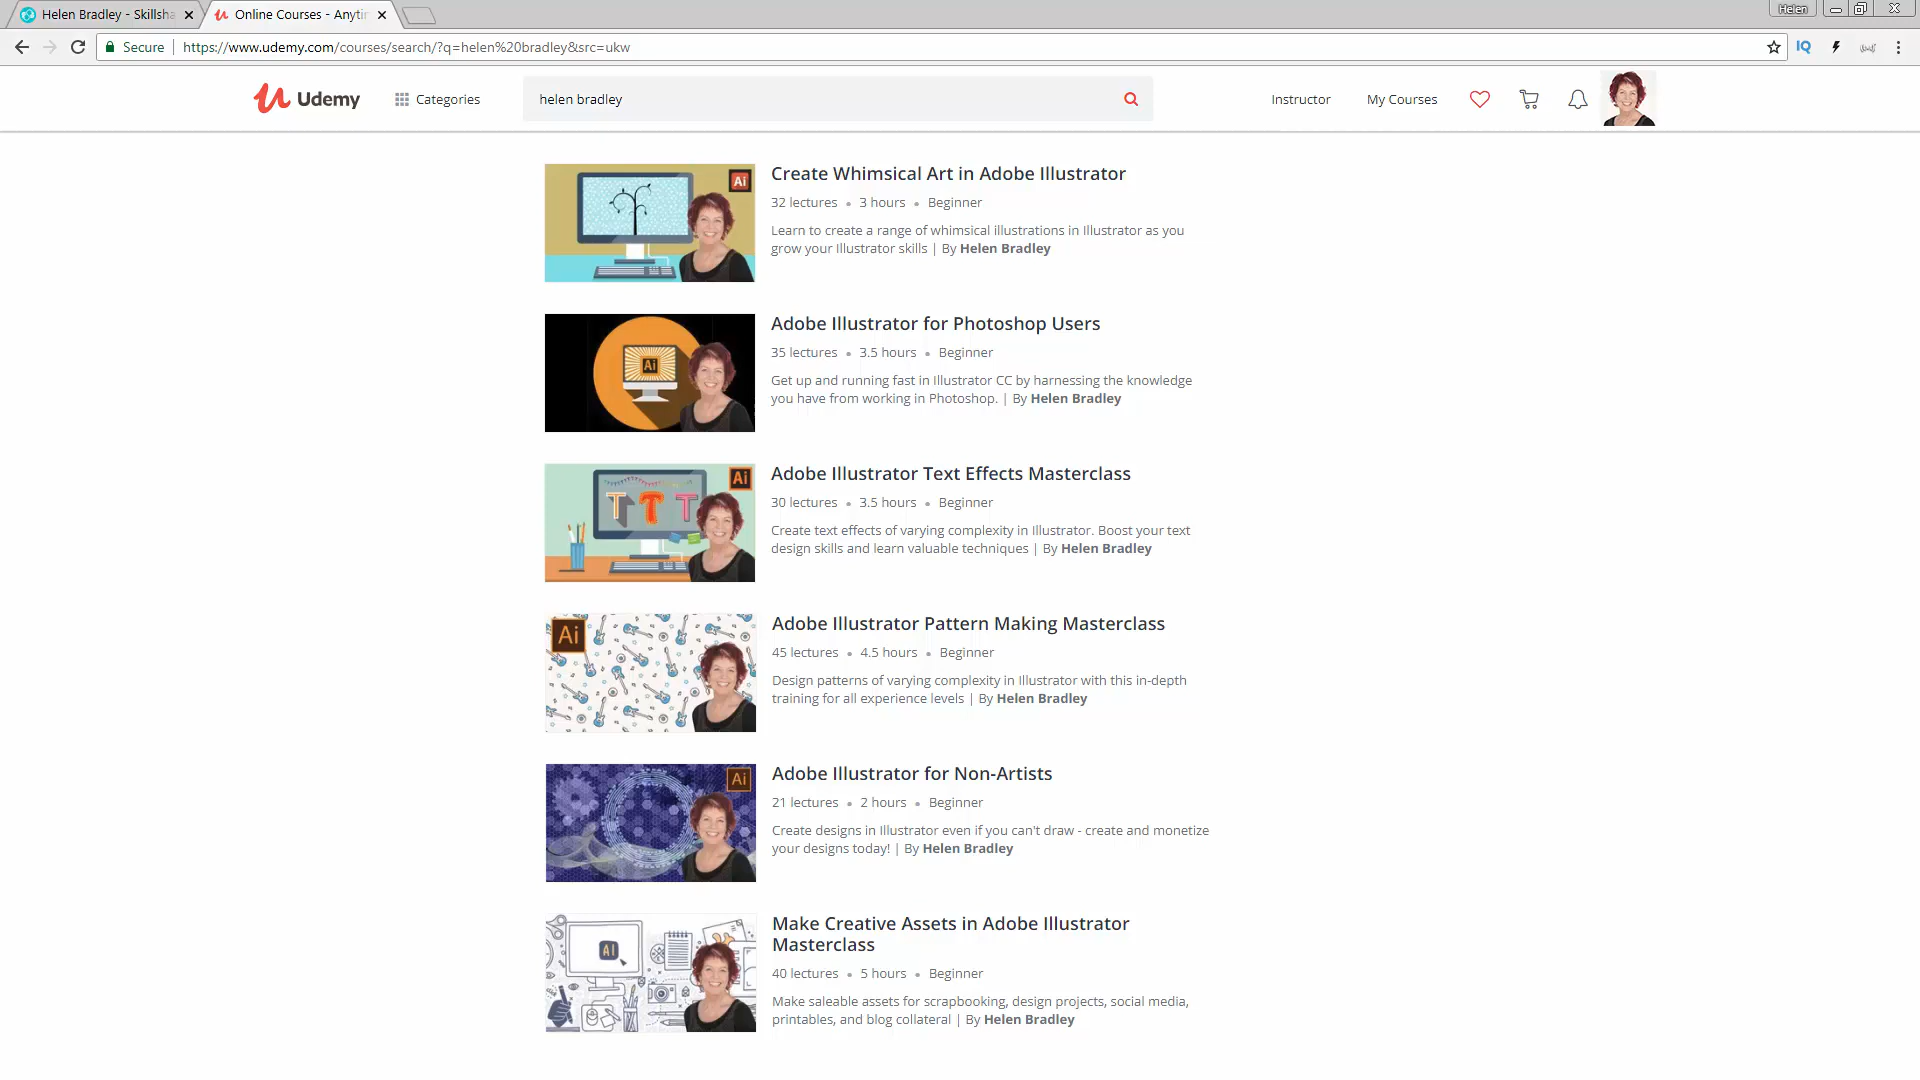 Helen Bradley - Skillsha
Online Courses - Anytin
Helen
Secure
https://www.udemy.com/courses/search/?q=helen%20bradley&src=ukw
IQ
Udemy
Categories
helen bradley
Instructor
My Courses
Ai
Create Whimsical Art in Adobe Illustrator
32 lectures • 3 hours • Beginner
Learn to create a range of whimsical illustrations in Illustrator as you
grow your Illustrator skills | By Helen Bradley
Ai
Adobe Illustrator for Photoshop Users
35 lectures • 3.5 hours • Beginner
Get up and running fast in Illustrator CC by harnessing the knowledge
you have from working in Photoshop. | By Helen Bradley
Ai
T T T
Adobe Illustrator Text Effects Masterclass
30 lectures • 3.5 hours • Beginner
Create text effects of varying complexity in Illustrator. Boost your text
design skills and learn valuable techniques | By Helen Bradley
Ai
Adobe Illustrator Pattern Making Masterclass
45 lectures • 4.5 hours • Beginner
Design patterns of varying complexity in Illustrator with this in-depth
training for all experience levels | By Helen Bradley
Ai
Adobe Illustrator for Non-Artists
21 lectures • 2 hours • Beginner
Create designs in Illustrator even if you can't draw - create and monetize
your designs today! | By Helen Bradley
AI
Make Creative Assets in Adobe Illustrator
Masterclass
40 lectures • 5 hours • Beginner
Make saleable assets for scrapbooking, design projects, social media,
printables, and blog collateral | By Helen Bradley